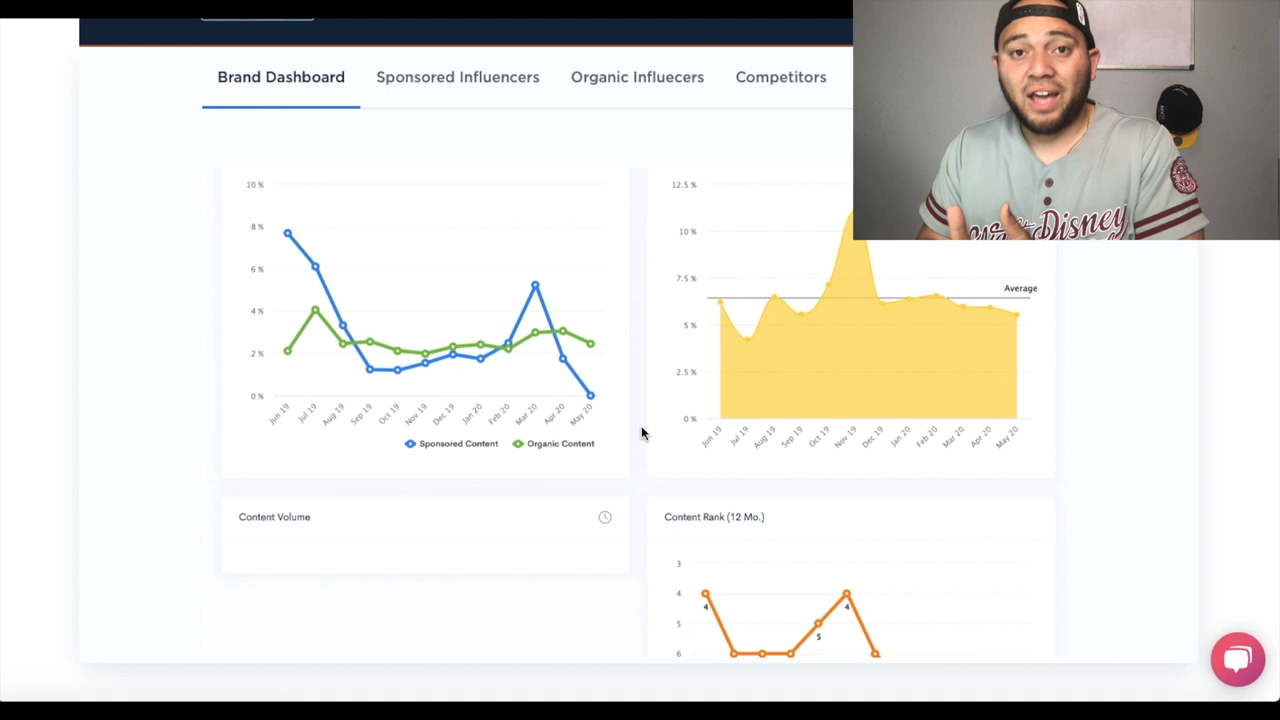 Brand Dashboard Sponsored Influencers Organic Influecers Competitors
10 %
8 %
6 %
4 %
2 %
0 %
Jun 19 Jul 19 Aug 19 Sep 19 Oct 19 Nov 19 Dec 19 Jan 20 Feb 20 Mar 20 Apr 20 May 20
Sponsored Content Organic Content
12.5 %
10 %
7.5 %
5 %
2.5 %
0 %
Average
Jun 19 Jul 19 Aug 19 Sep 19 Oct 19 Nov 19 Dec 19 Jan 20 Feb 20 Mar 20 Apr 20 May 20
Walt Disney
Content Volume
Content Rank (12 Mo.)
3
4
5
6
4
5
4